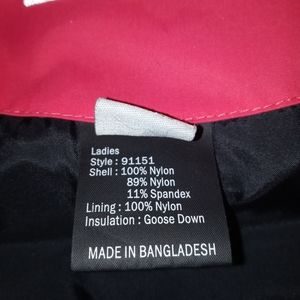 Ladies
Style : 91151
Shell : 100% Nylon
89% Nylon
11% Spandex
Lining : 100% Nylon
Insulation : Goose Down
MADE IN BANGLADESH